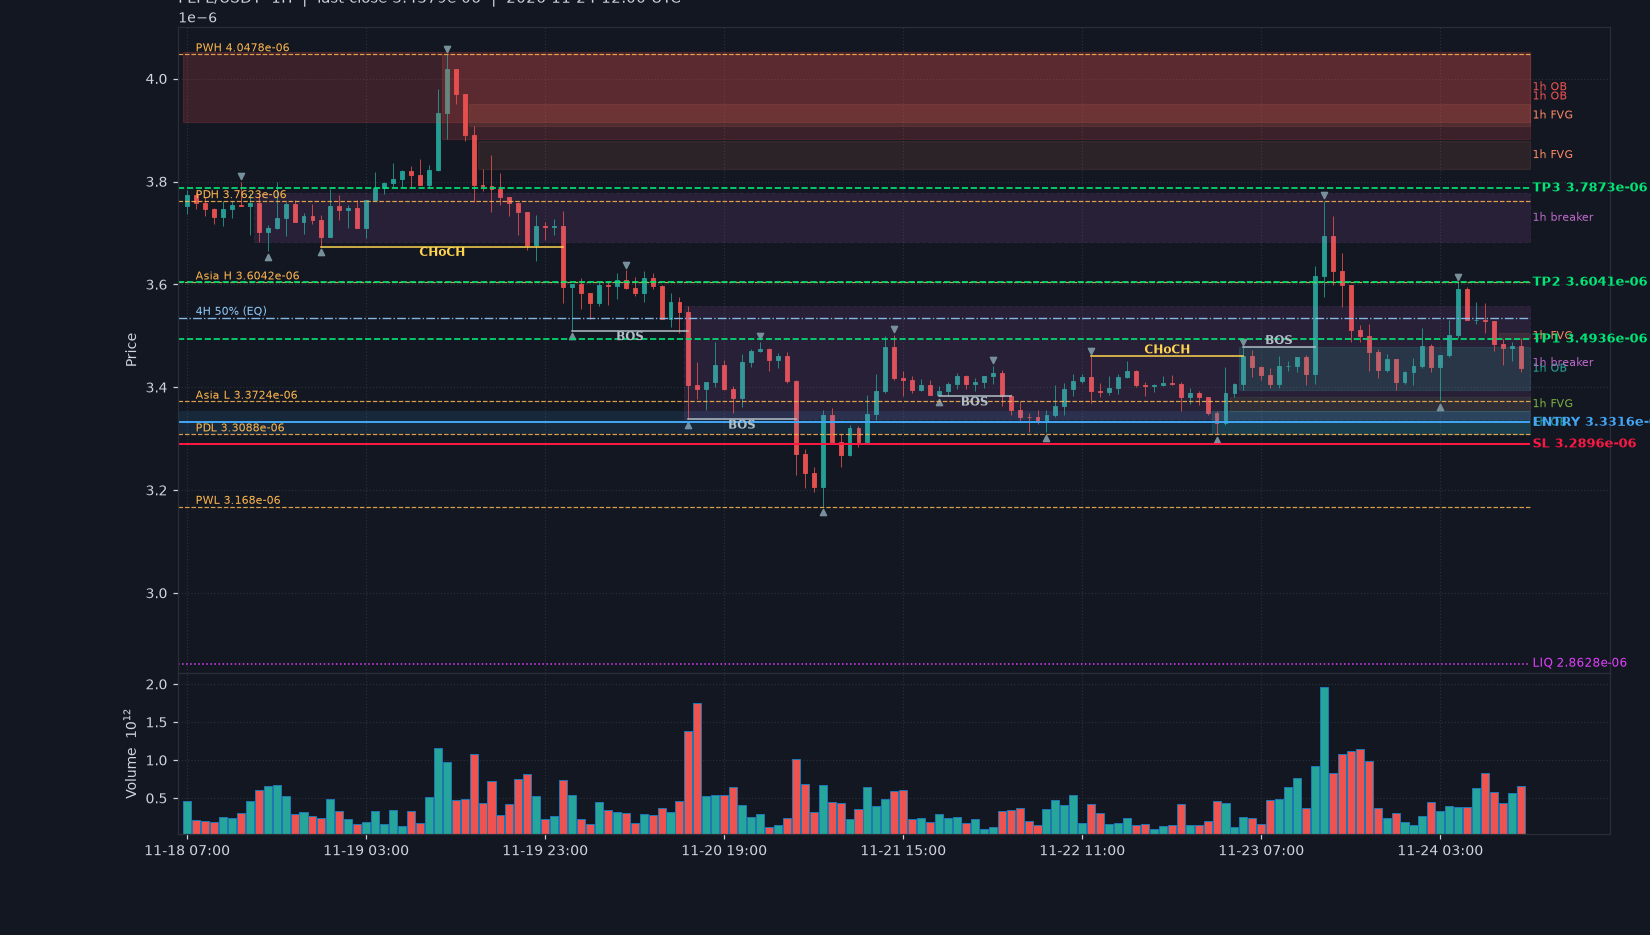 1e−6
PWH 4.0478e-06
4.0
1h OB
1h OB
1h FVG
1h FVG
3.8
PDH 3.7623e-06
TP3 3.7873e-06
1h breaker
CHoCH
Asia H 3.6042e-06
3.6
TP2 3.6041e-06
4H 50% (EQ)
BOS
BOS
TP1 3.4936e-06
CHoCH
1h breaker
1h OB
Price
3.4
Asia L 3.3724e-06
BOS
1h FVG
BOS
PDL 3.3088e-06
ENTRY 3.3316e-
SL 3.2896e-06
3.2
PWL 3.168e-06
3.0
LIQ 2.8628e-06
2.0
1.5
1.0
0.5
Volume 10^12
11-18 07:00
11-19 03:00
11-19 23:00
11-20 19:00
11-21 15:00
11-22 11:00
11-23 07:00
11-24 03:00